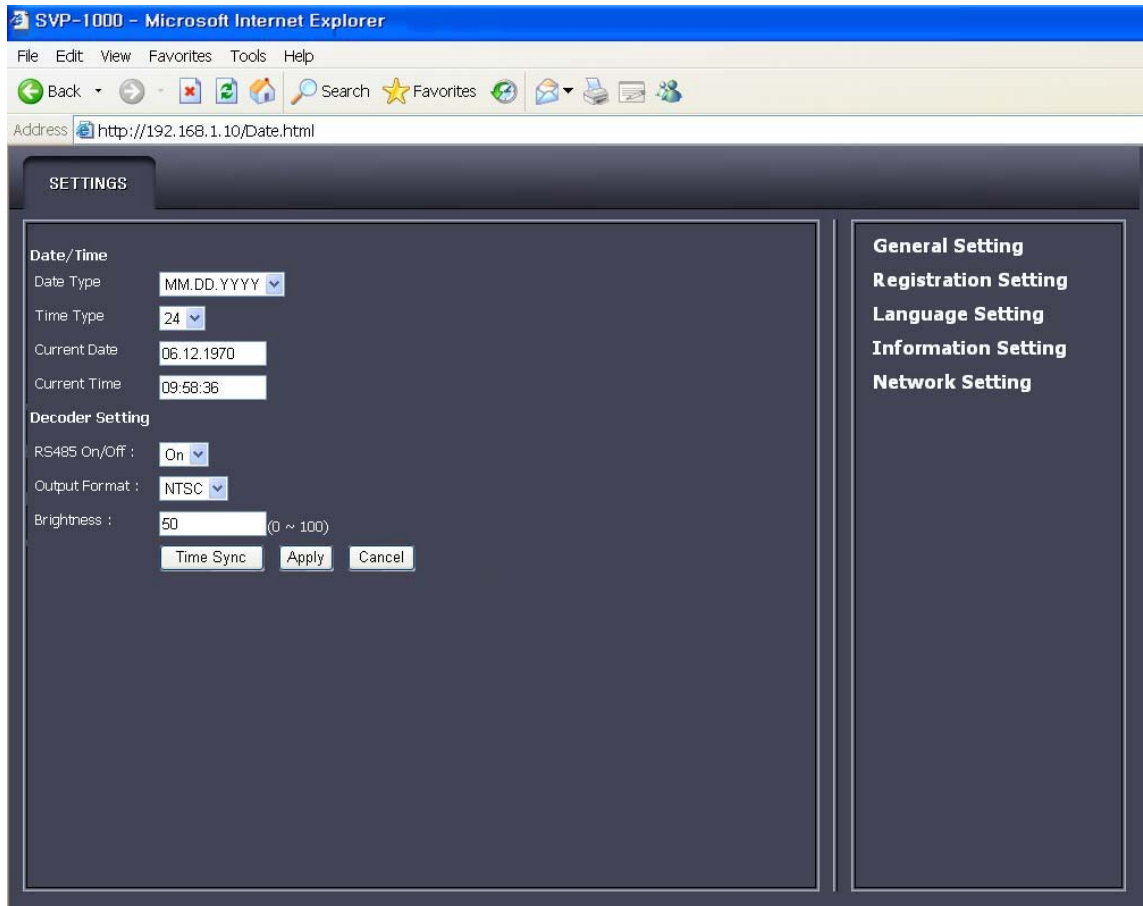 SVP-1000 - Microsoft Internet Explorer
File Edit View Favorites Tools Help
Back Search Favorites
Address http://192.168.1.10/Date.html
SETTINGS
Date/Time
Date Type MM.DD.YYYY
Time Type 24
Current Date 06.12.1970
Current Time 09:58:36
Decoder Setting
RS485 On/Off : On
Output Format : NTSC
Brightness : 50 (0 ~ 100)
Time Sync Apply Cancel
General Setting
Registration Setting
Language Setting
Information Setting
Network Setting